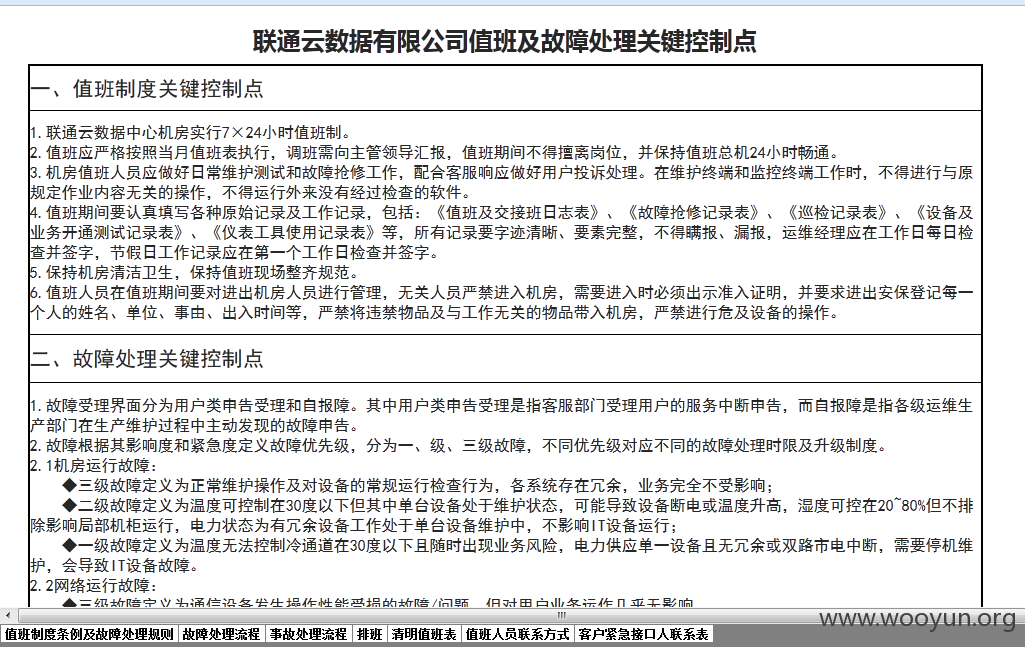 联通云数据有限公司值班及故障处理关键控制点
一、值班制度关键控制点
1.联通云数据中心机房实行7×24小时值班制。
2.值班应严格按照当月值班表执行，调班需向主管领导汇报，值班期间不得擅离岗位，并保持值班总机24小时畅通。
3.机房值班人员应做好日常维护测试和故障抢修工作，配合客服响应做好用户投诉处理。在维护终端和监控终端工作时，不得进行与原
规定作业内容无关的操作，不得运行外来没有经过检查的软件。
4.值班期间要认真填写各种原始记录及工作记录，包括：《值班及交接班日志表》、《故障抢修记录表》、《巡检记录表》、《设备及
业务开通测试记录表》、《仪表工具使用记录表》等，所有记录要字迹清晰、要素完整，不得瞒报、漏报，运维经理应在工作日每日检
查并签字，节假日工作记录应在第一个工作日检查并签字。
5.保持机房清洁卫生，保持值班现场整齐规范。
6.值班人员在值班期间要对进出机房人员进行管理，无关人员严禁进入机房，需要进入时必须出示准入证明，并要求进出安保登记每一
个人的姓名、单位、事由、出入时间等，严禁将违禁物品及与工作无关的物品带入机房，严禁进行危及设备的操作。
二、故障处理关键控制点
1.故障受理界面分为用户类申告受理和自报障。其中用户类申告受理是指客服部门受理用户的服务中断申告，而自报障是指各级运维生
产部门在生产维护过程中主动发现的故障申告。
2.故障根据其影响度和紧急度定义故障优先级，分为一、级、三级故障，不同优先级对应不同的故障处理时限及升级制度。
2.1机房运行故障：
◆三级故障定义为正常维护操作及对设备的常规运行检查行为，各系统存在冗余，业务完全不受影响；
◆二级故障定义为温度可控制在30度以下但其中单台设备处于维护状态，可能导致设备断电或温度升高，湿度可控在20~80%但不排
除影响局部机柜运行，电力状态为有冗余设备工作处于单台设备维护中，不影响IT设备运行；
◆一级故障定义为温度无法控制冷通道在30度以下且随时出现业务风险，电力供应单一设备且无冗余或双路市电中断，需要停机维
护，会导致IT设备故障。
2.2网络运行故障：
◆三级故障定义为通信设备发生操作性能受损的故障/问题，但对用户业务运作几乎无影响
www.wooyun.org
值班制度条例及故障处理规则 故障处理流程 事故处理流程 排班 清明值班表 值班人员联系方式 客户紧急接口人联系表